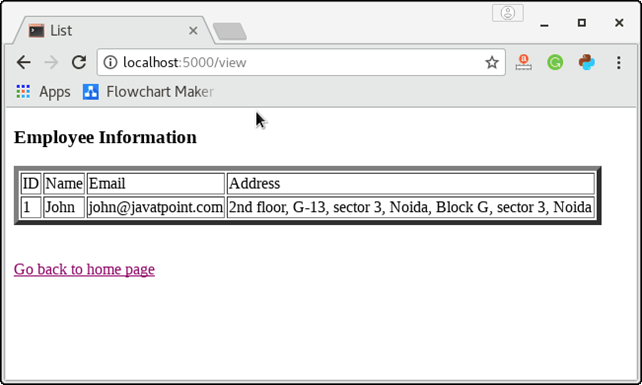 List
localhost:5000/view
Apps Flowchart Maker
Employee Information
ID Name Email Address
1 John john@javatpoint.com 2nd floor, G-13, sector 3, Noida, Block G, sector 3, Noida
Go back to home page